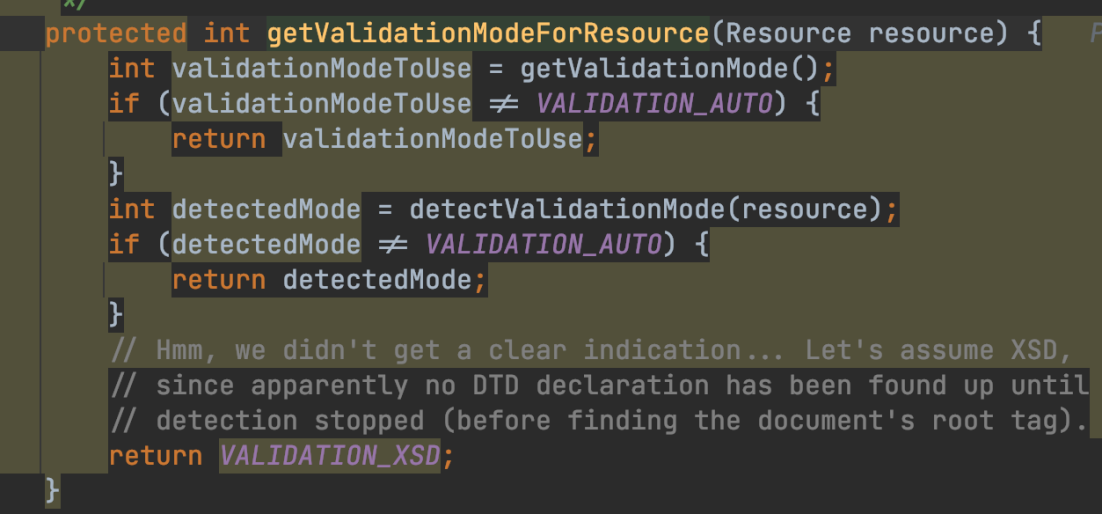 */
protected int getValidationModeForResource(Resource resource) {
int validationModeToUse = getValidationMode();
if (validationModeToUse ≠ VALIDATION_AUTO) {
return validationModeToUse;
}
int detectedMode = detectValidationMode(resource);
if (detectedMode ≠ VALIDATION_AUTO) {
return detectedMode;
}
// Hmm, we didn't get a clear indication... Let's assume XSD,
// since apparently no DTD declaration has been found up until
// detection stopped (before finding the document's root tag).
return VALIDATION_XSD;
}